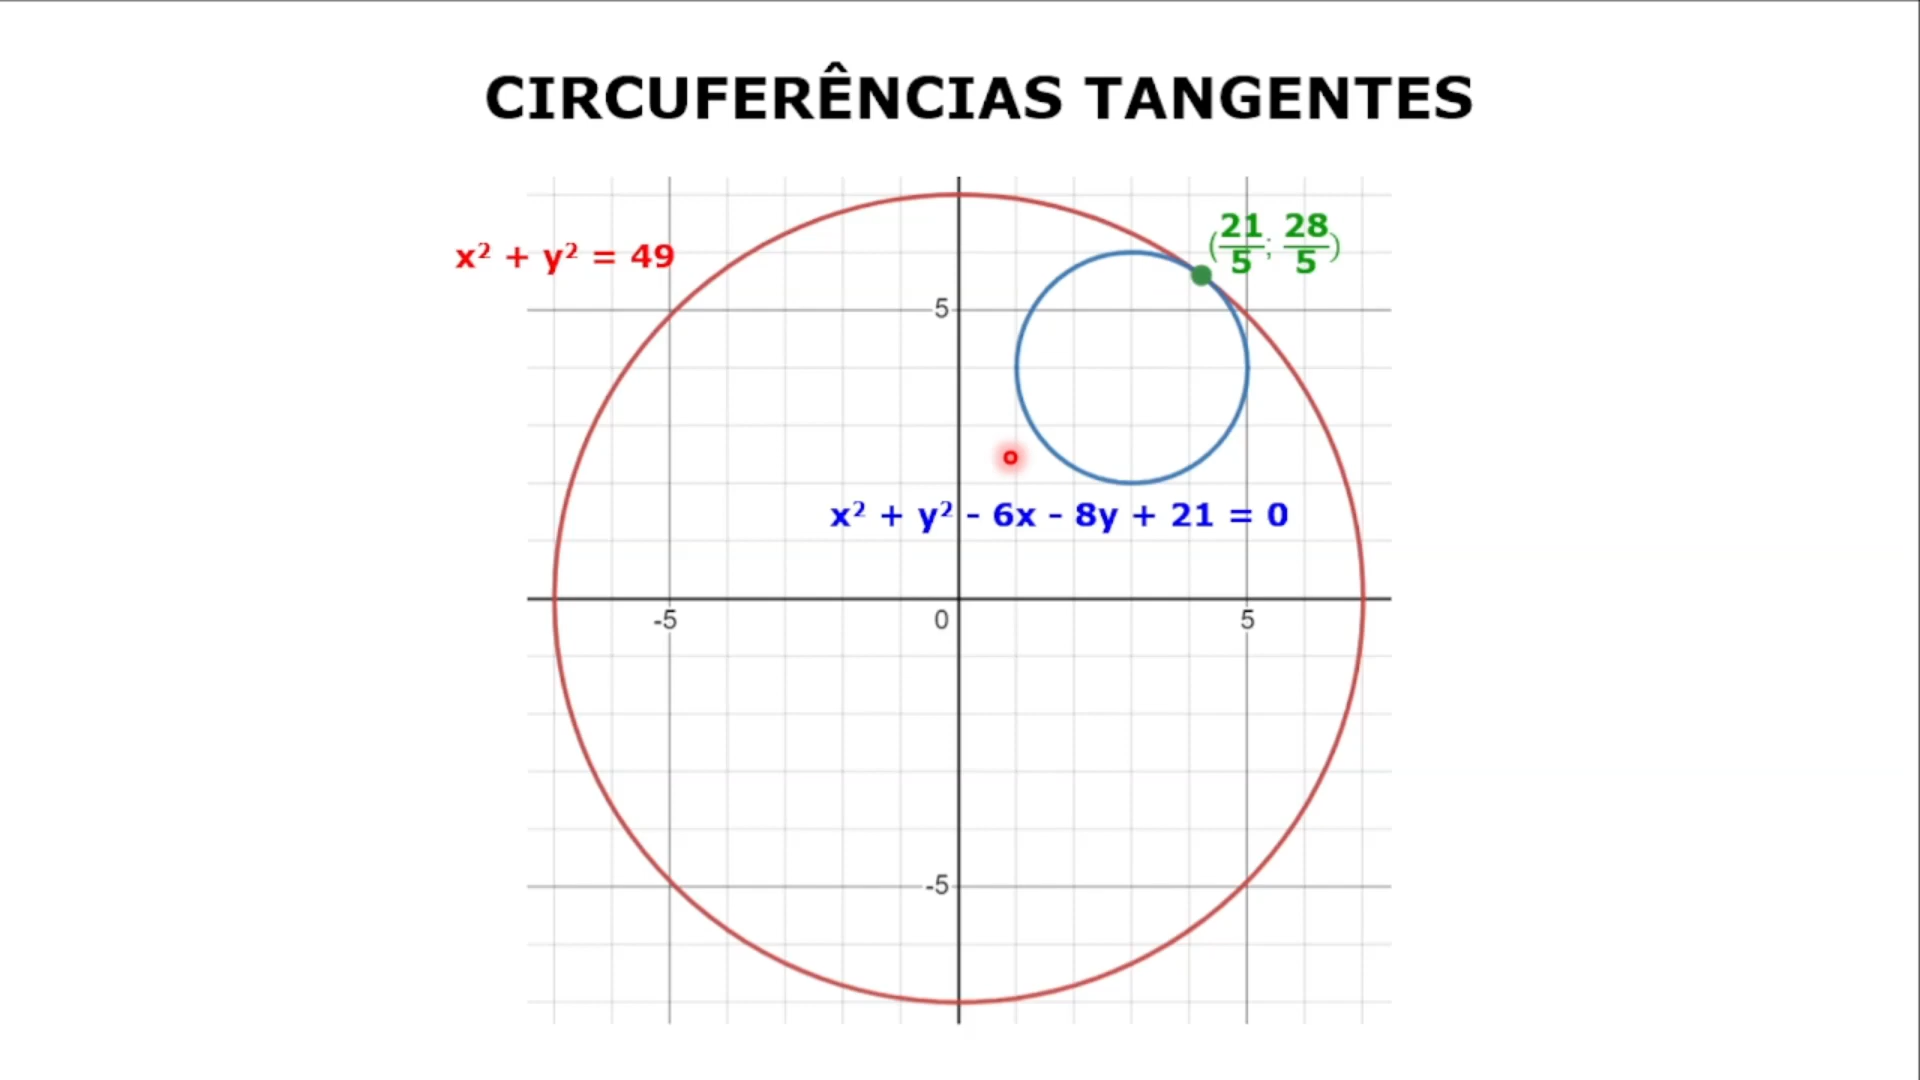 CIRCUFERÊNCIAS TANGENTES
x² + y² = 49
(21/5; 28/5)
5
x² + y² - 6x - 8y + 21 = 0
-5 0 5
-5